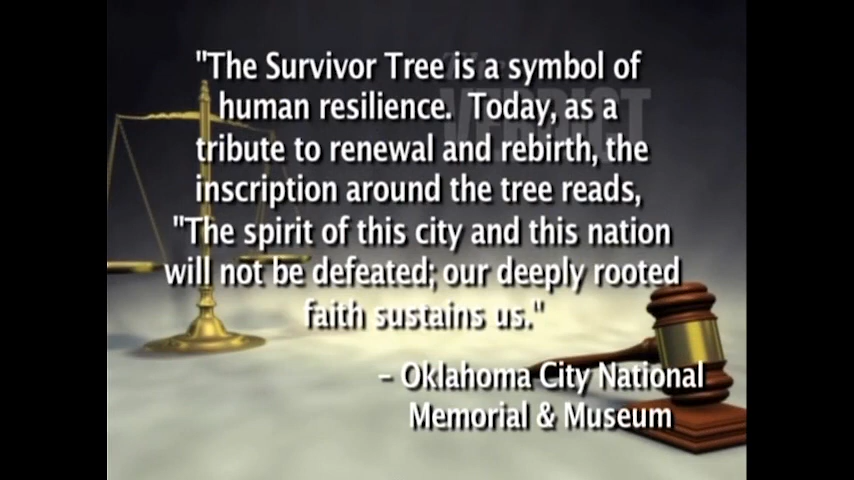 "The Survivor Tree is a symbol of
human resilience.  Today, as a
tribute to renewal and rebirth, the
inscription around the tree reads,
"The spirit of this city and this nation
will not be defeated; our deeply rooted
faith sustains us."
– Oklahoma City National
Memorial & Museum
VERDICT